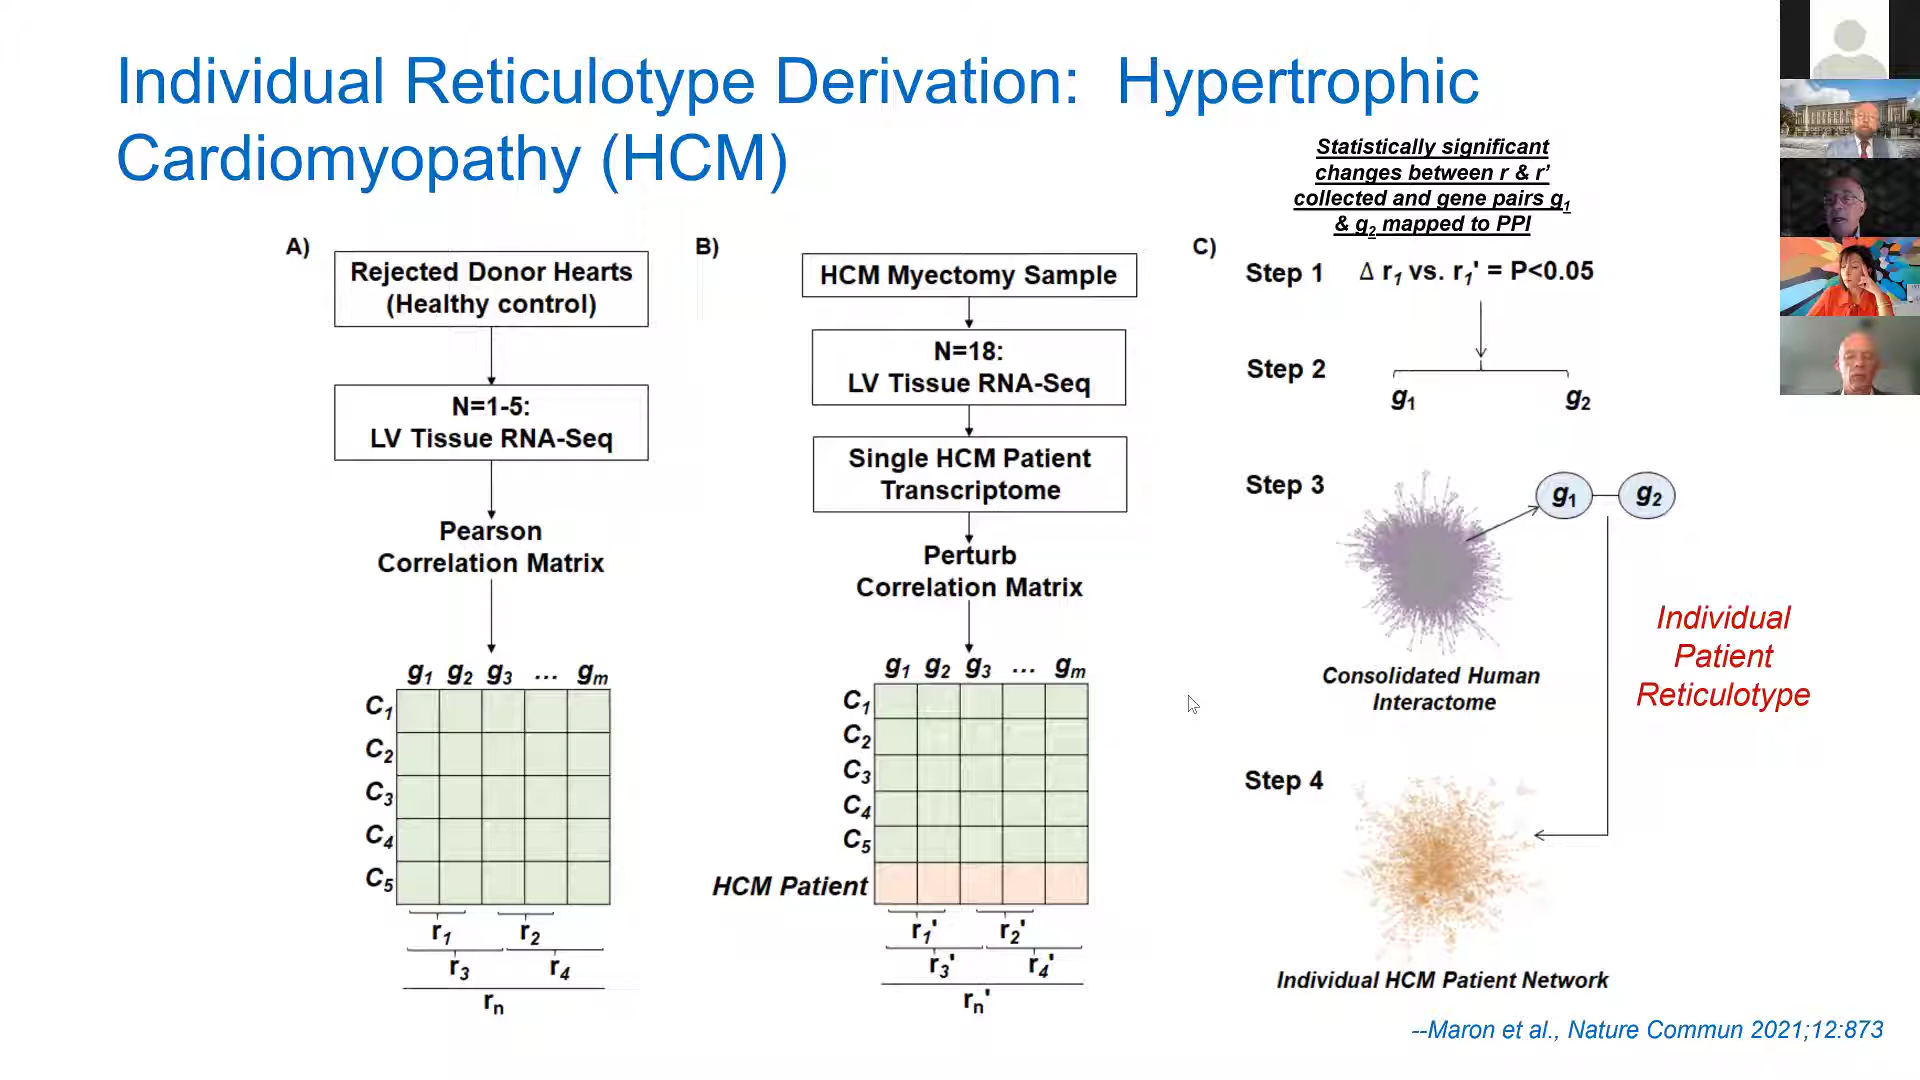 Individual Reticulotype Derivation: Hypertrophic
Cardiomyopathy (HCM)
Statistically significant
changes between r & r’
collected and gene pairs g1
& g2 mapped to PPI
A)
Rejected Donor Hearts
(Healthy control)
N=1-5:
LV Tissue RNA-Seq
Pearson
Correlation Matrix
g1 g2 g3 ... gm
C1
C2
C3
C4
C5
r1 r2
r3 r4
rn
B)
HCM Myectomy Sample
N=18:
LV Tissue RNA-Seq
Single HCM Patient
Transcriptome
Perturb
Correlation Matrix
g1 g2 g3 ... gm
C1
C2
C3
C4
C5
HCM Patient
r1' r2'
r3' r4'
rn'
C)
Step 1 Δ r1 vs. r1' = P<0.05
Step 2
g1 g2
Step 3
g1 g2
Consolidated Human
Interactome
Individual
Patient
Reticulotype
Step 4
Individual HCM Patient Network
--Maron et al., Nature Commun 2021;12:873